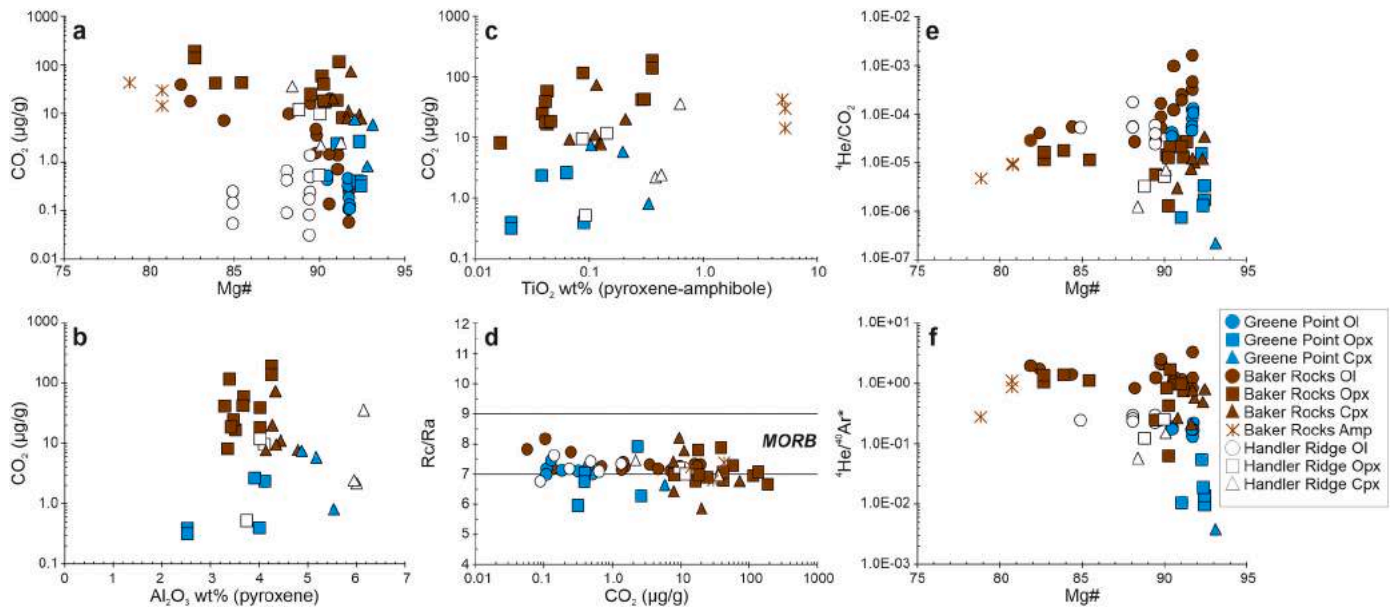 a
CO₂ (µg/g)
1000
100
10
1.0
0.1
0.01
75
80
85
90
95
Mg#
c
CO₂ (µg/g)
1000
100
10
1.0
0.1
0.01
0.1
1.0
10
TiO₂ wt% (pyroxene-amphibole)
e
⁴He/CO₂
1.0E-02
1.0E-03
1.0E-04
1.0E-05
1.0E-06
1.0E-07
75
80
85
90
95
Mg#
b
CO₂ (µg/g)
1000
100
10
1.0
0.1
0
1
2
3
4
5
6
7
Al₂O₃ wt% (pyroxene)
d
Rc/Ra
12
11
10
9
8
7
6
5
4
MORB
0.01
0.1
1.0
10
100
1000
CO₂ (µg/g)
f
⁴He/⁴⁰Ar*
1.0E+01
1.0E+00
1.0E-01
1.0E-02
1.0E-03
75
80
85
90
95
Mg#
Greene Point Ol
Greene Point Opx
Greene Point Cpx
Baker Rocks Ol
Baker Rocks Opx
Baker Rocks Cpx
Baker Rocks Amp
Handler Ridge Ol
Handler Ridge Opx
Handler Ridge Cpx